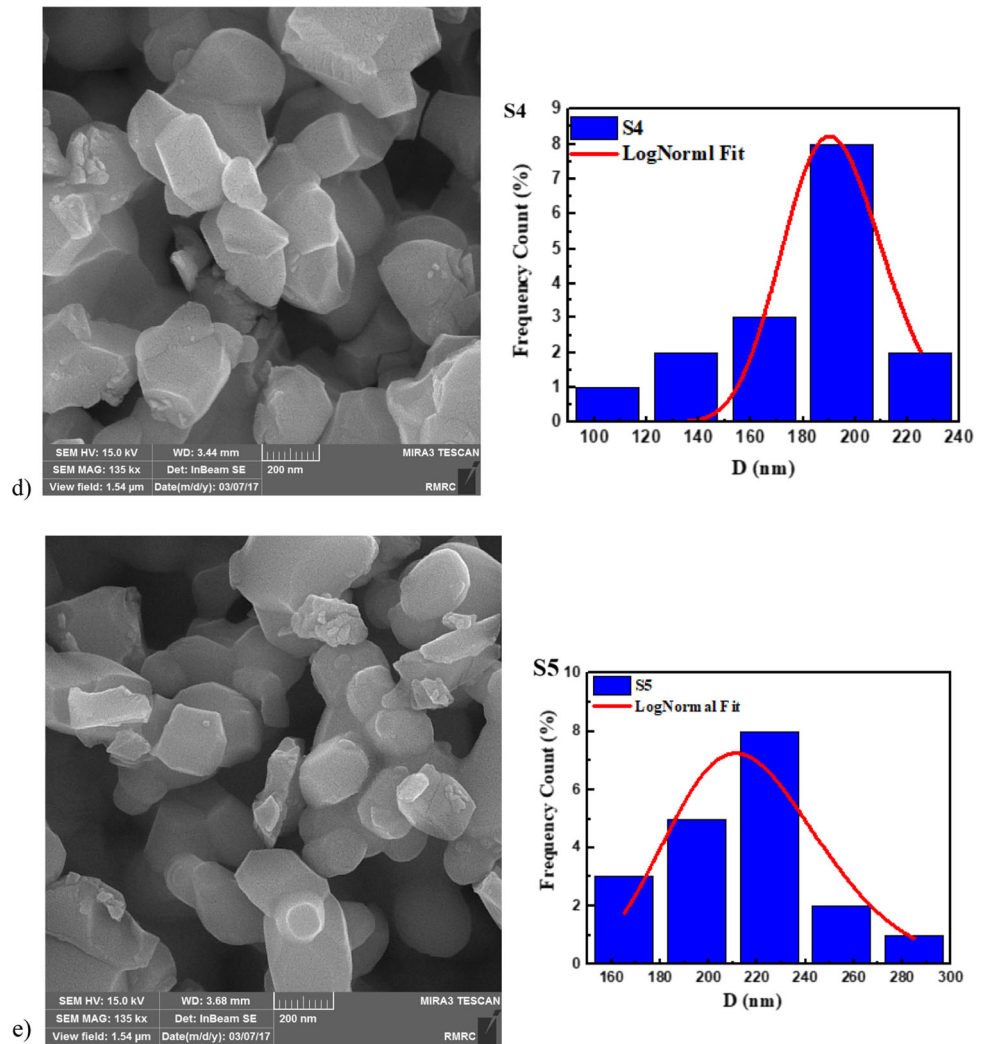 S4
S4
LogNorml Fit
Frequency Count (%)
9
8
7
6
5
4
3
2
1
0
100 120 140 160 180 200 220 240
D (nm)
SEM HV: 15.0 kV WD: 3.44 mm MIRA3 TESCAN
SEM MAG: 135 kx Det: InBeam SE 200 nm
View field: 1.54 µm Date(m/d/y): 03/07/17 RMRC
d)
S5
S5
LogNormal Fit
Frequency Count (%)
10
8
6
4
2
0
160 180 200 220 240 260 280 300
D (nm)
SEM HV: 15.0 kV WD: 3.68 mm MIRA3 TESCAN
SEM MAG: 135 kx Det: InBeam SE 200 nm
View field: 1.54 µm Date(m/d/y): 03/07/17 RMRC
e)